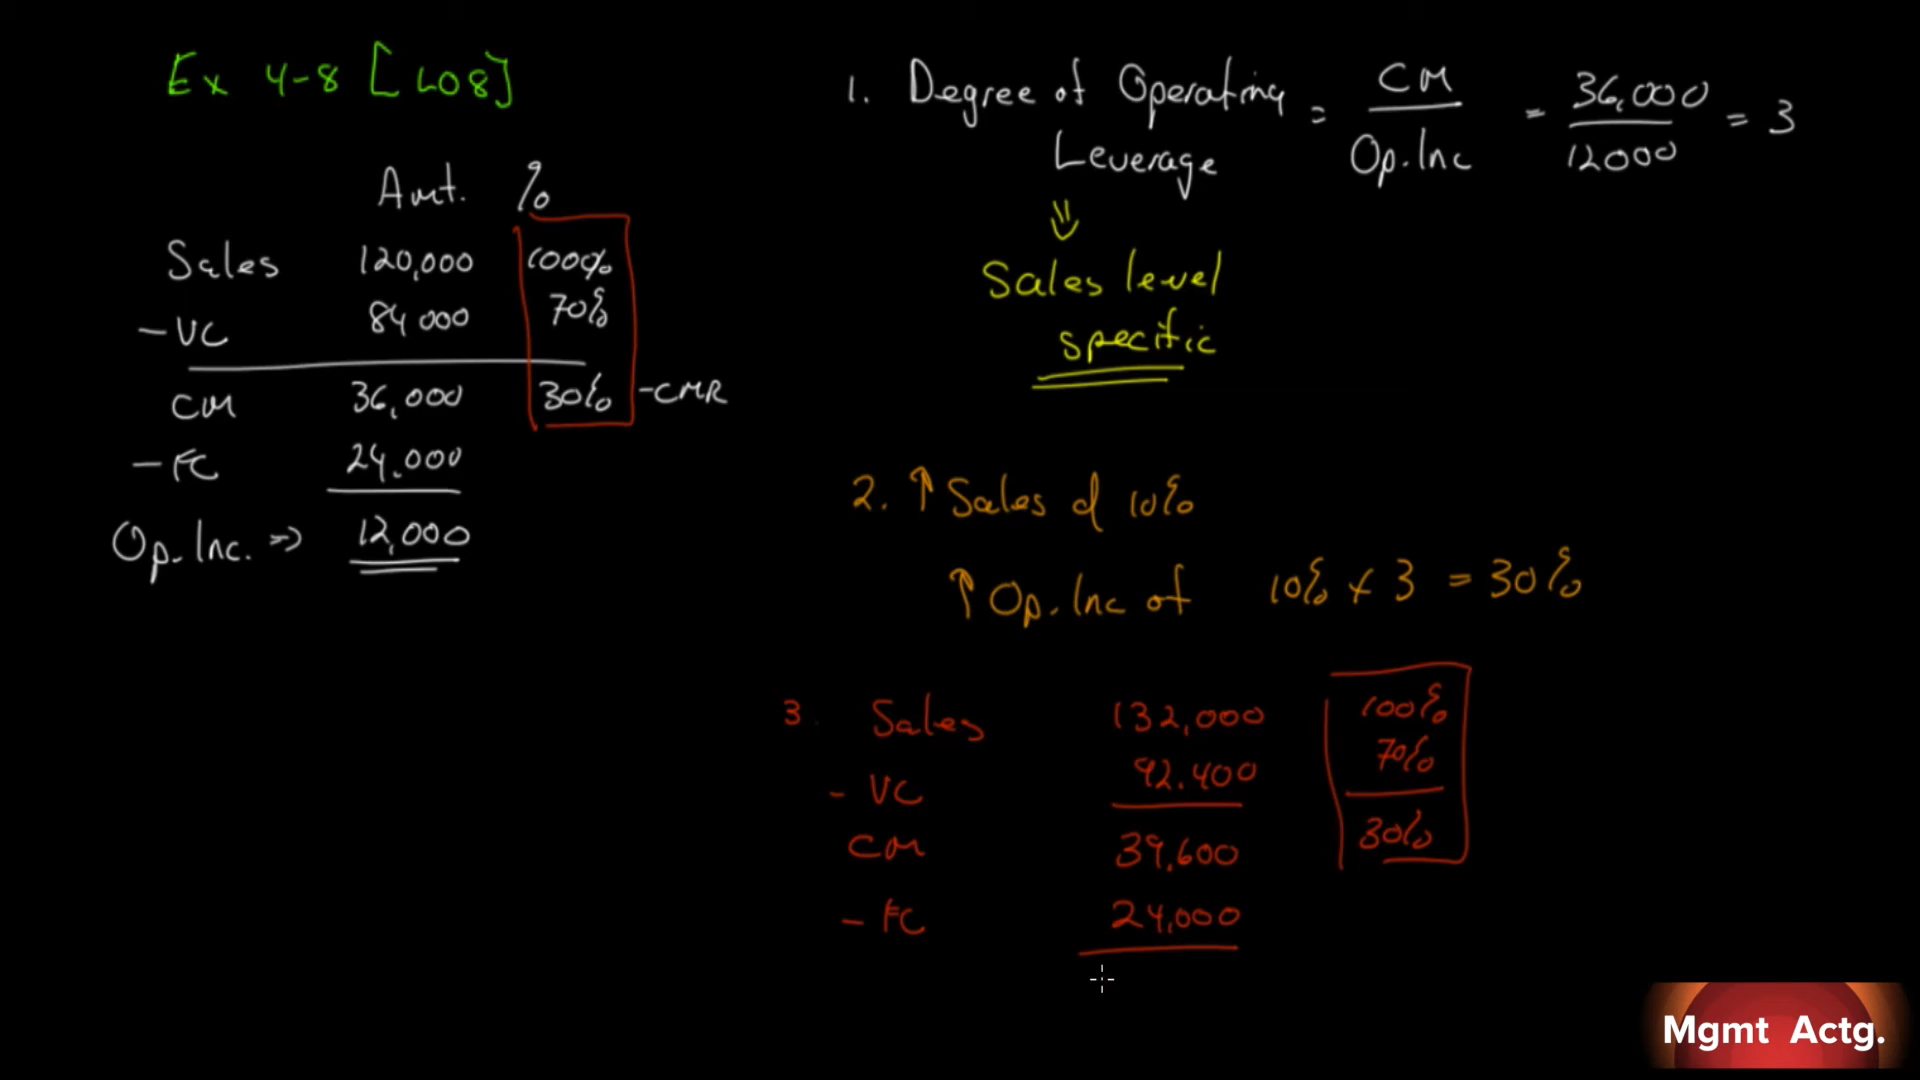 Ex 4-8 [LO8]
Amt. %
Sales 120,000 100%
- VC 84 000 70%
CM 36,000 30% - CMR
- FC 24,000
Op. Inc. => 12,000
1. Degree of Operating Leverage = CM / Op. Inc = 36,000 / 12000 = 3
Sales level
specific
2. ↑ Sales of 10%
↑ Op. Inc of 10% x 3 = 30%
3. Sales 132,000 100%
- VC 92,400 70%
CM 39,600 30%
- FC 24,000
Mgmt Actg.